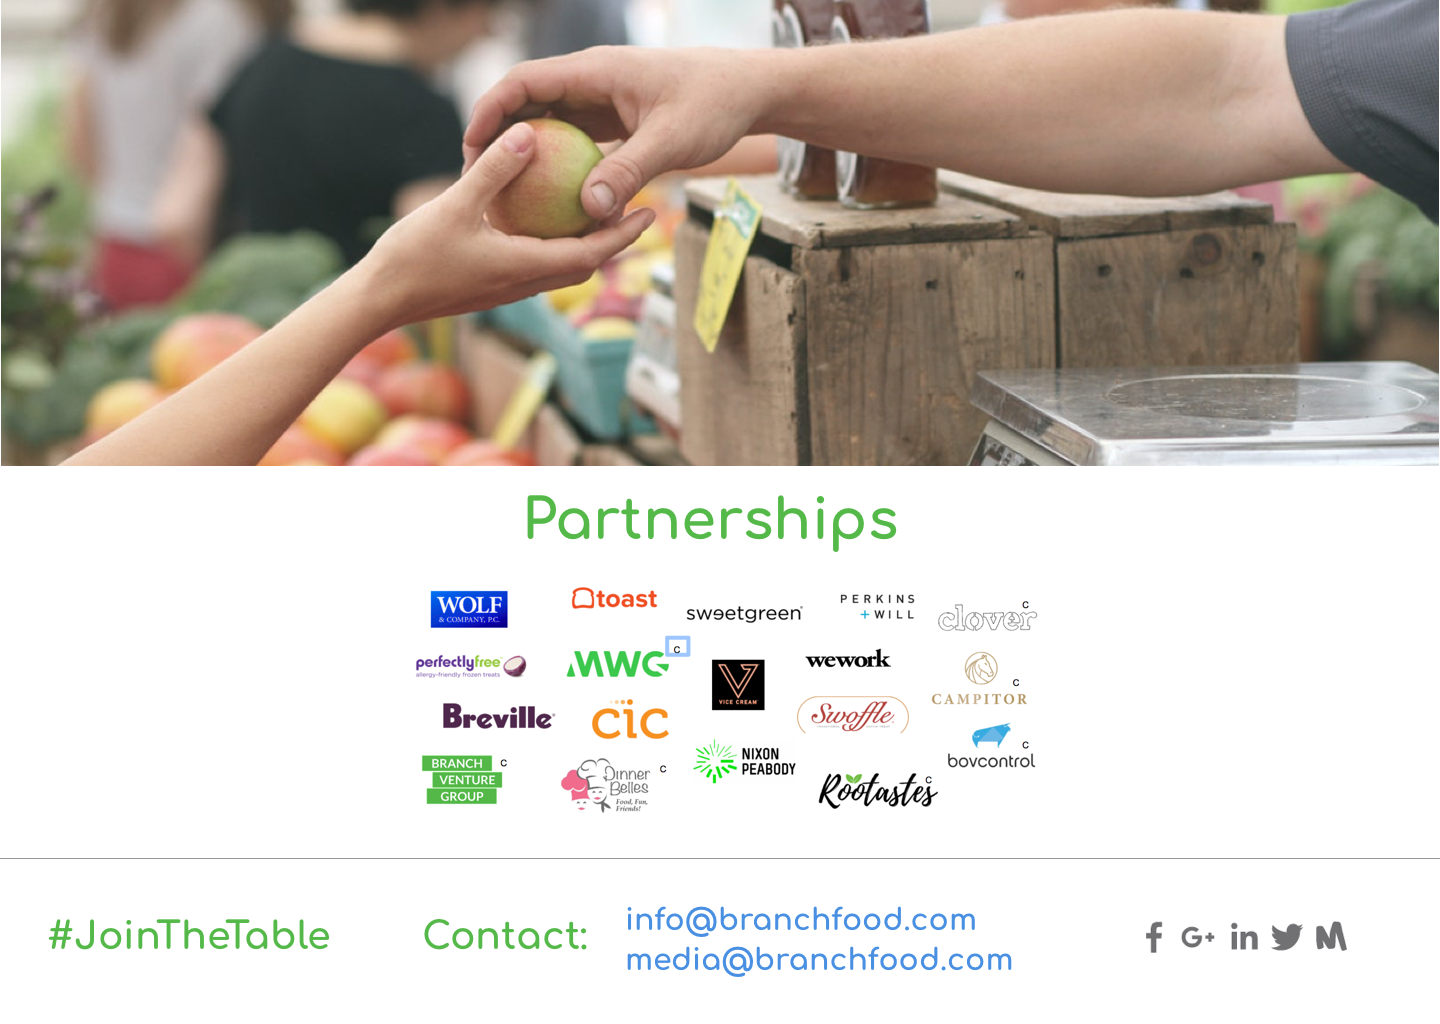 Partnerships
WOLF
& COMPANY, P.C.
toast
sweetgreen
PERKINS
+ WILL
clover
c
perfectlyfree
allergy-friendly frozen treats
MWG
c
VICE CREAM
wework
CAMPITOR
c
Breville
cic
Swoffle
bovcontrol
c
BRANCH
VENTURE
GROUP
c
Dinner
Belles
Food, Fun,
Friends!
c
NIXON
PEABODY
Rootastes
c
#JoinTheTable
Contact:
info@branchfood.com
media@branchfood.com
f G+ in M